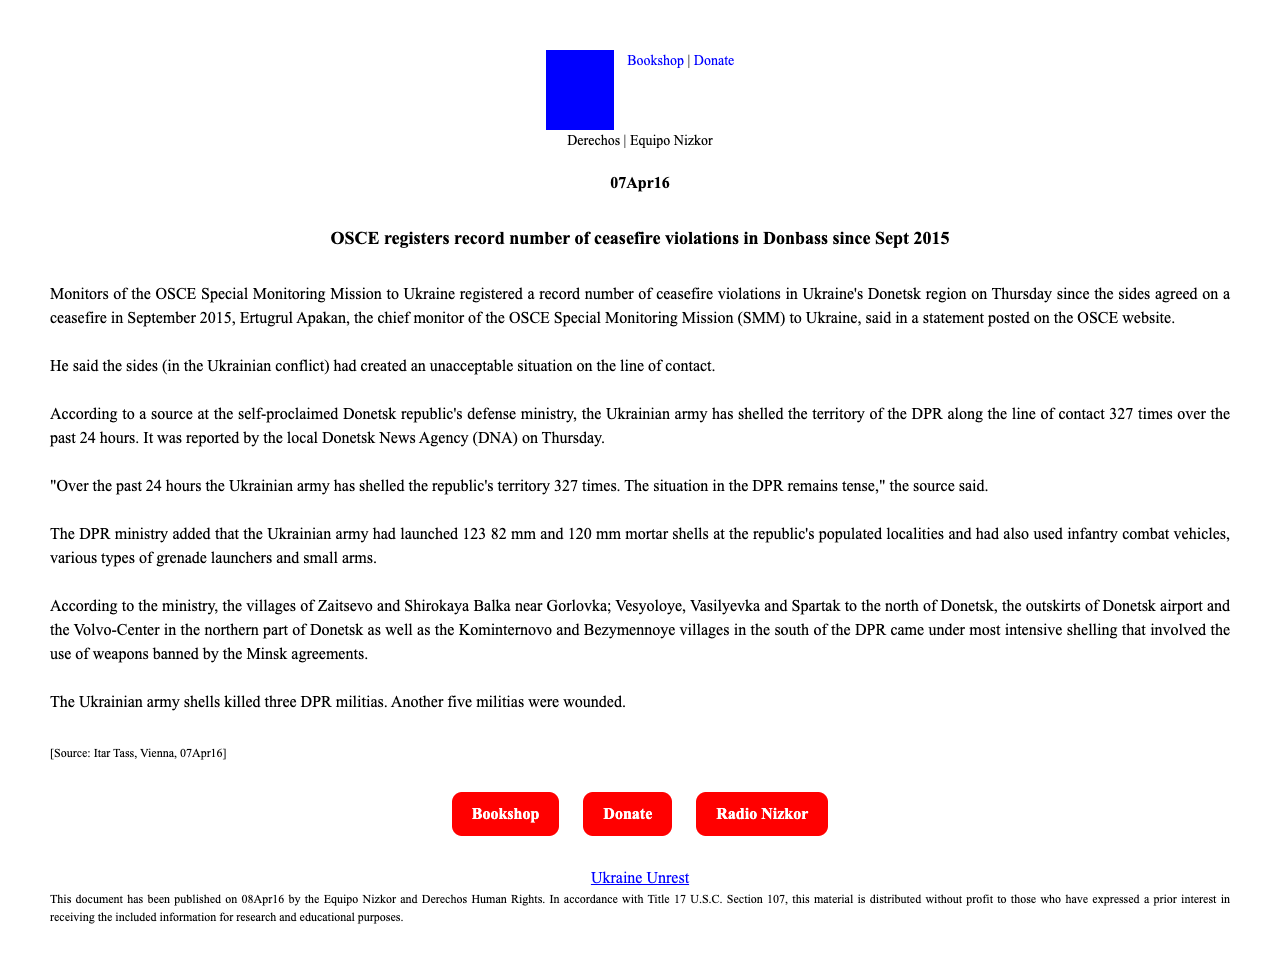 Bookshop | Donate
Derechos | Equipo Nizkor
07Apr16
OSCE registers record number of ceasefire violations in Donbass since Sept 2015
Monitors of the OSCE Special Monitoring Mission to Ukraine registered a record number of ceasefire violations in Ukraine's Donetsk region on Thursday since the sides agreed on a
ceasefire in September 2015, Ertugrul Apakan, the chief monitor of the OSCE Special Monitoring Mission (SMM) to Ukraine, said in a statement posted on the OSCE website.
He said the sides (in the Ukrainian conflict) had created an unacceptable situation on the line of contact.
According to a source at the self-proclaimed Donetsk republic's defense ministry, the Ukrainian army has shelled the territory of the DPR along the line of contact 327 times over the
past 24 hours. It was reported by the local Donetsk News Agency (DNA) on Thursday.
"Over the past 24 hours the Ukrainian army has shelled the republic's territory 327 times. The situation in the DPR remains tense," the source said.
The DPR ministry added that the Ukrainian army had launched 123 82 mm and 120 mm mortar shells at the republic's populated localities and had also used infantry combat vehicles,
various types of grenade launchers and small arms.
According to the ministry, the villages of Zaitsevo and Shirokaya Balka near Gorlovka; Vesyoloye, Vasilyevka and Spartak to the north of Donetsk, the outskirts of Donetsk airport and
the Volvo-Center in the northern part of Donetsk as well as the Kominternovo and Bezymennoye villages in the south of the DPR came under most intensive shelling that involved the
use of weapons banned by the Minsk agreements.
The Ukrainian army shells killed three DPR militias. Another five militias were wounded.
[Source: Itar Tass, Vienna, 07Apr16]
Bookshop Donate Radio Nizkor
Ukraine Unrest
This document has been published on 08Apr16 by the Equipo Nizkor and Derechos Human Rights. In accordance with Title 17 U.S.C. Section 107, this material is distributed without profit to those who have expressed a prior interest in
receiving the included information for research and educational purposes.